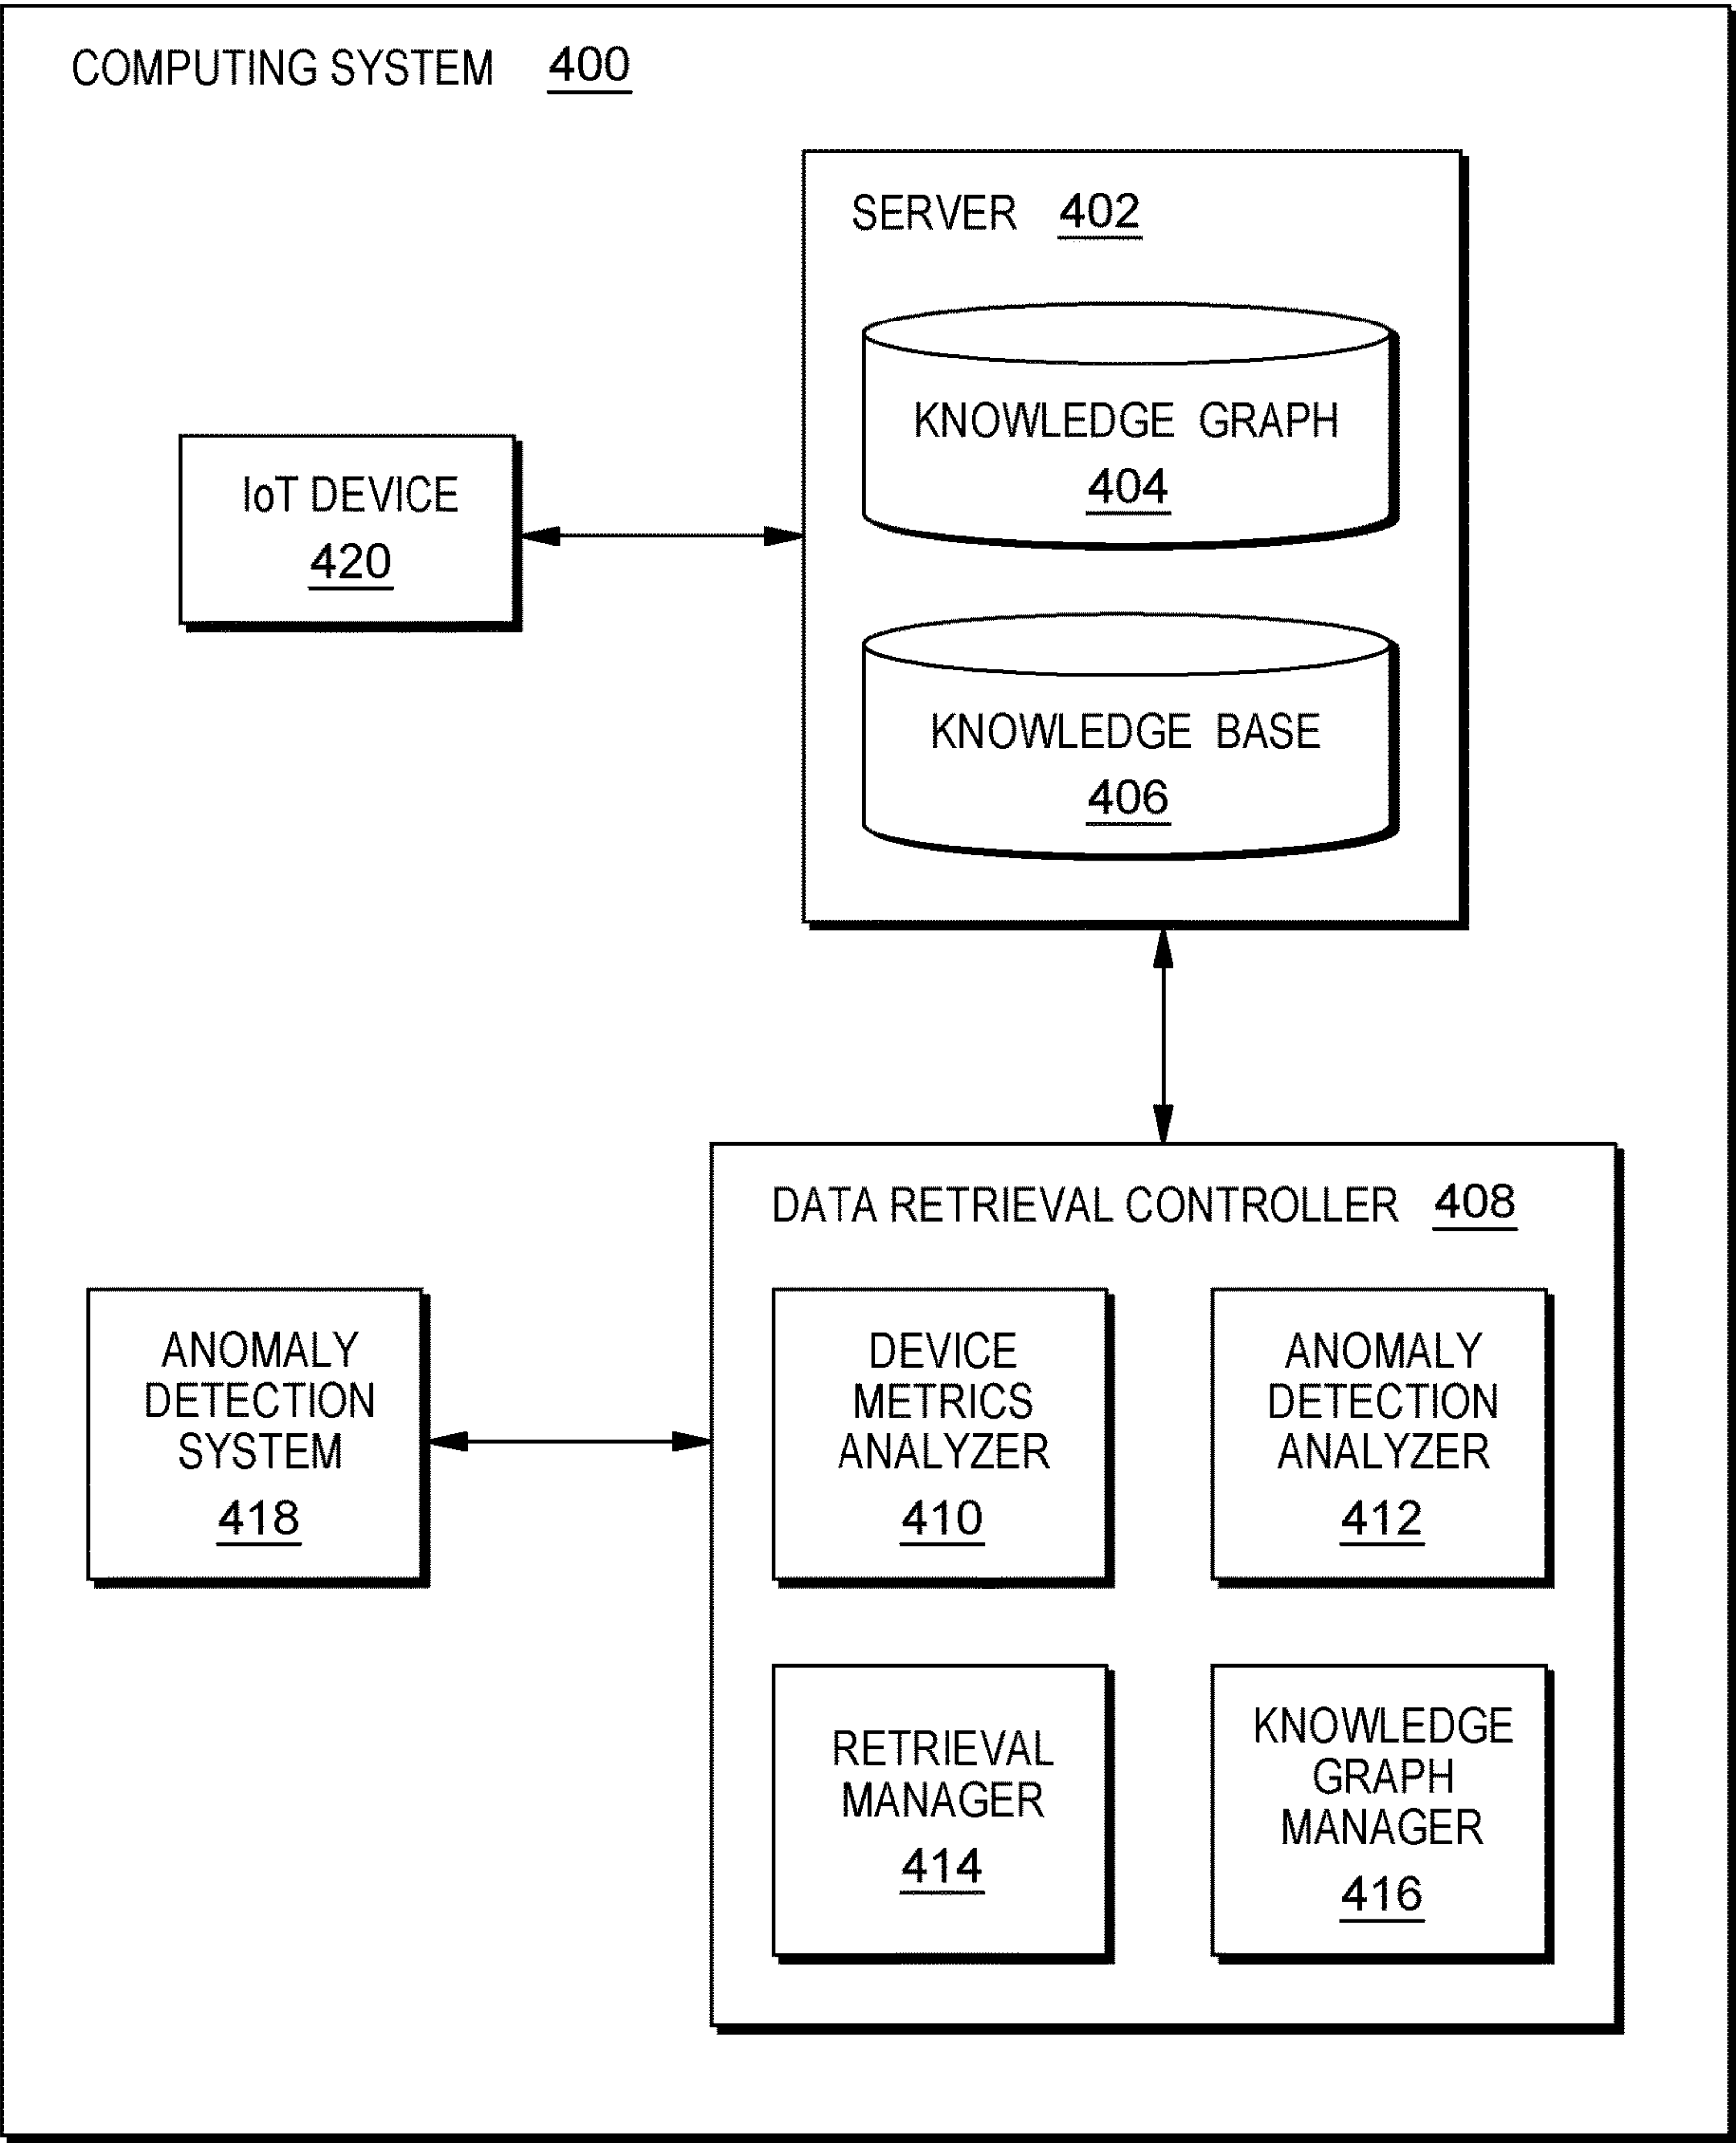 COMPUTING SYSTEM 400
SERVER 402
KNOWLEDGE GRAPH
404
IoT DEVICE
420
KNOWLEDGE BASE
406
DATA RETRIEVAL CONTROLLER 408
ANOMALY
DETECTION
SYSTEM
418
DEVICE
METRICS
ANALYZER
410
ANOMALY
DETECTION
ANALYZER
412
RETRIEVAL
MANAGER
414
KNOWLEDGE
GRAPH
MANAGER
416